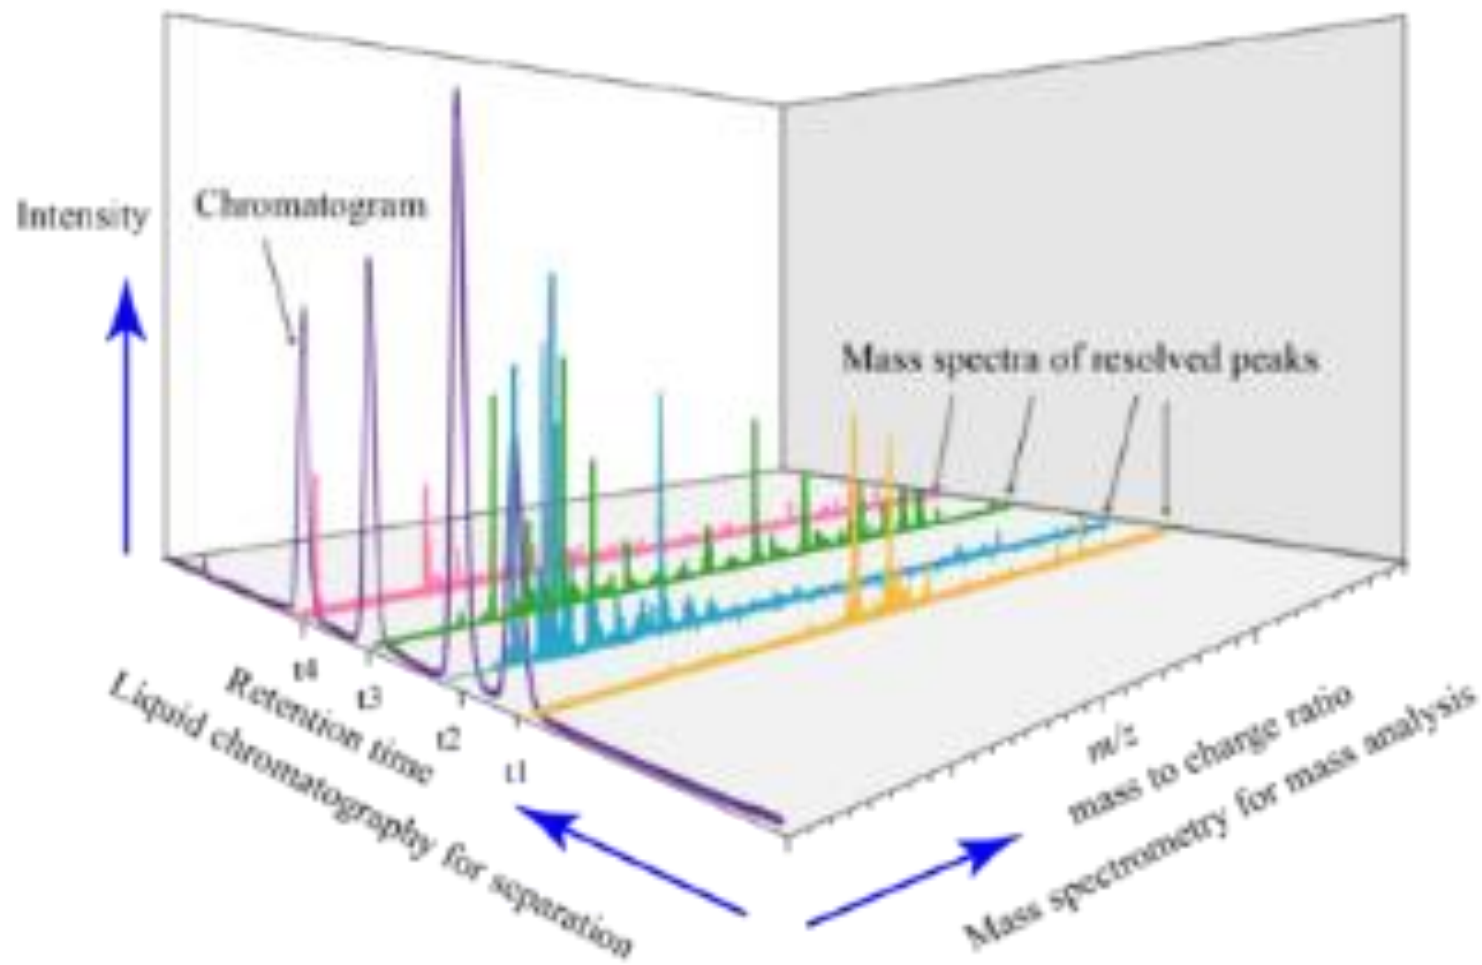 Intensity
Chromatogram
Mass spectra of resolved peaks
t4
t3
t2
t1
Retention time
Liquid chromatography for separation
m/z
mass to charge ratio
Mass spectrometry for mass analysis